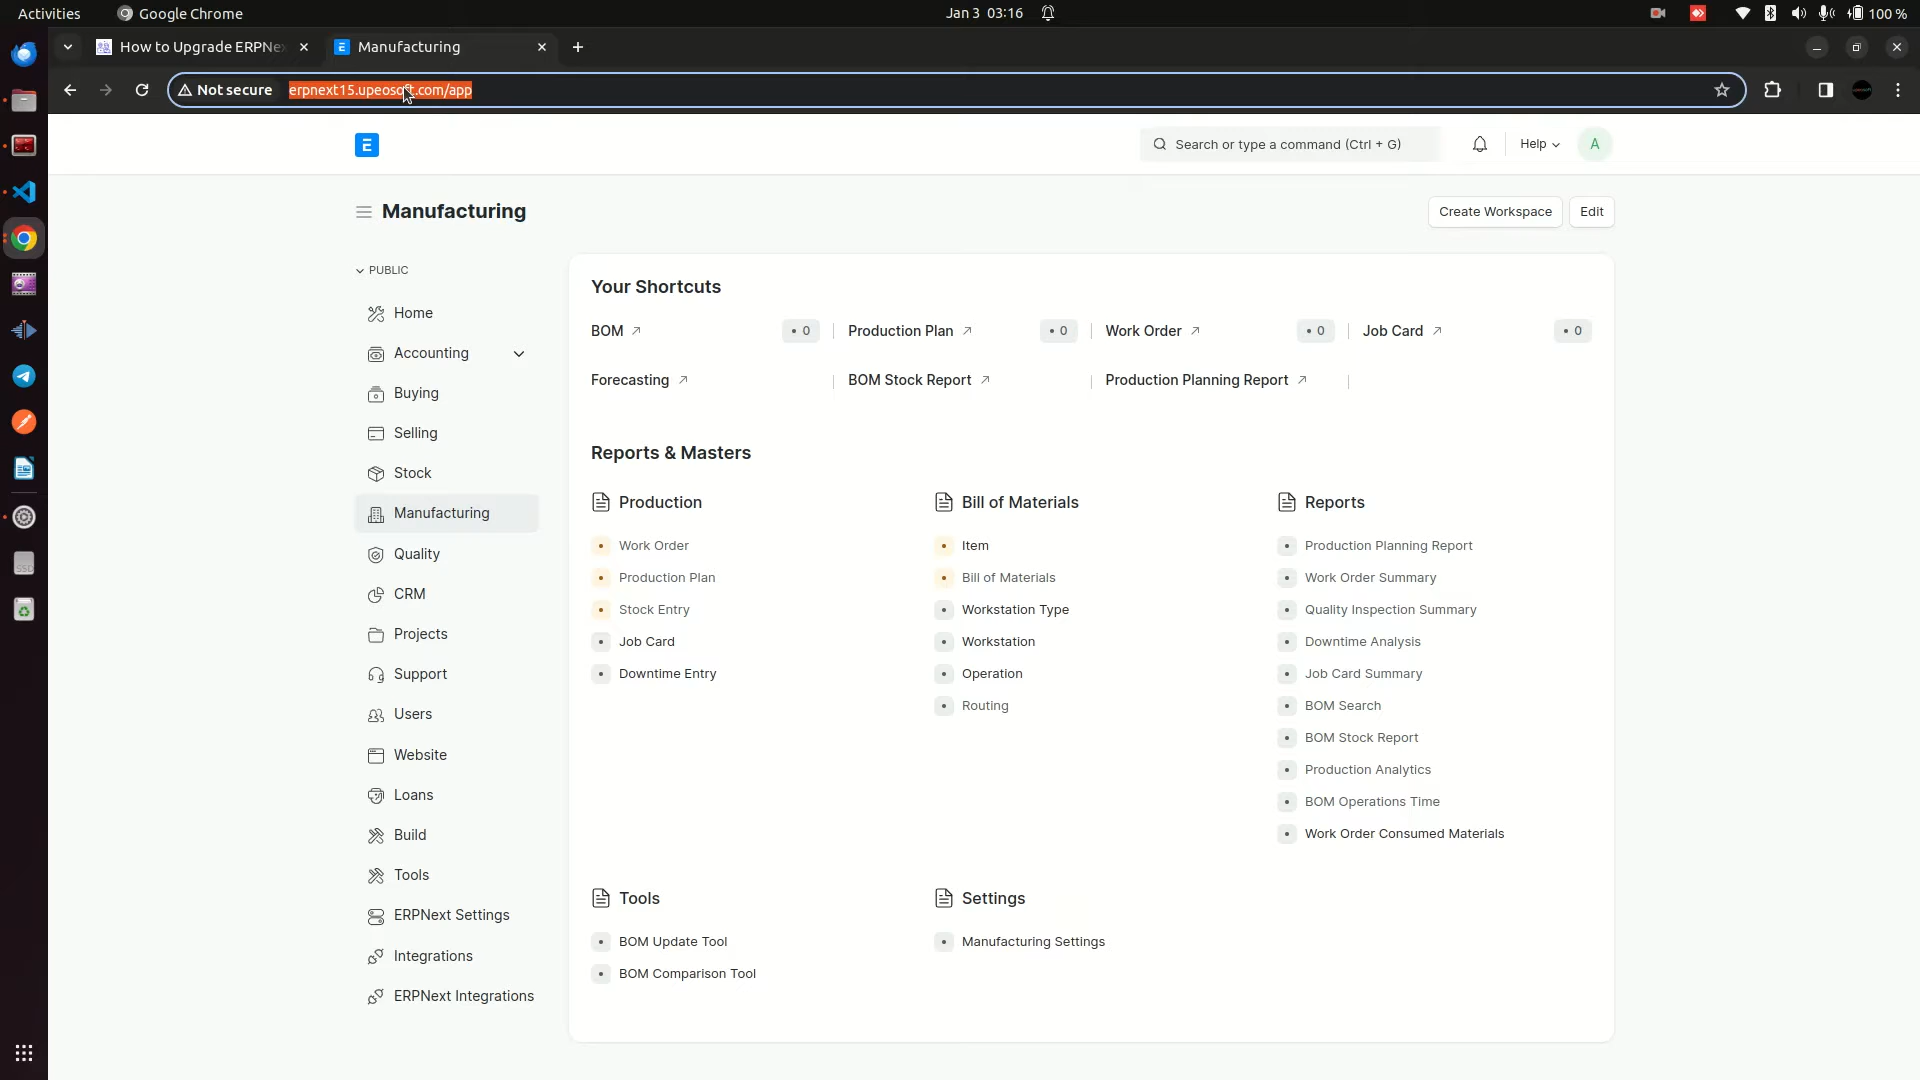 Activities Google Chrome Jan 3 03:16 100 %
How to Upgrade ERPNe Manufacturing
Not secure erpnext15.upeosoft.com/app
E Search or type a command (Ctrl + G) Help A
Manufacturing Create Workspace Edit
PUBLIC
Home
Accounting
Buying
Selling
Stock
Manufacturing
Quality
CRM
Projects
Support
Users
Website
Loans
Build
Tools
ERPNext Settings
Integrations
ERPNext Integrations
Your Shortcuts
BOM 0 Production Plan 0 Work Order 0 Job Card 0
Forecasting BOM Stock Report Production Planning Report
Reports & Masters
Production
Work Order
Production Plan
Stock Entry
Job Card
Downtime Entry
Bill of Materials
Item
Bill of Materials
Workstation Type
Workstation
Operation
Routing
Reports
Production Planning Report
Work Order Summary
Quality Inspection Summary
Downtime Analysis
Job Card Summary
BOM Search
BOM Stock Report
Production Analytics
BOM Operations Time
Work Order Consumed Materials
Tools
BOM Update Tool
BOM Comparison Tool
Settings
Manufacturing Settings
SSD